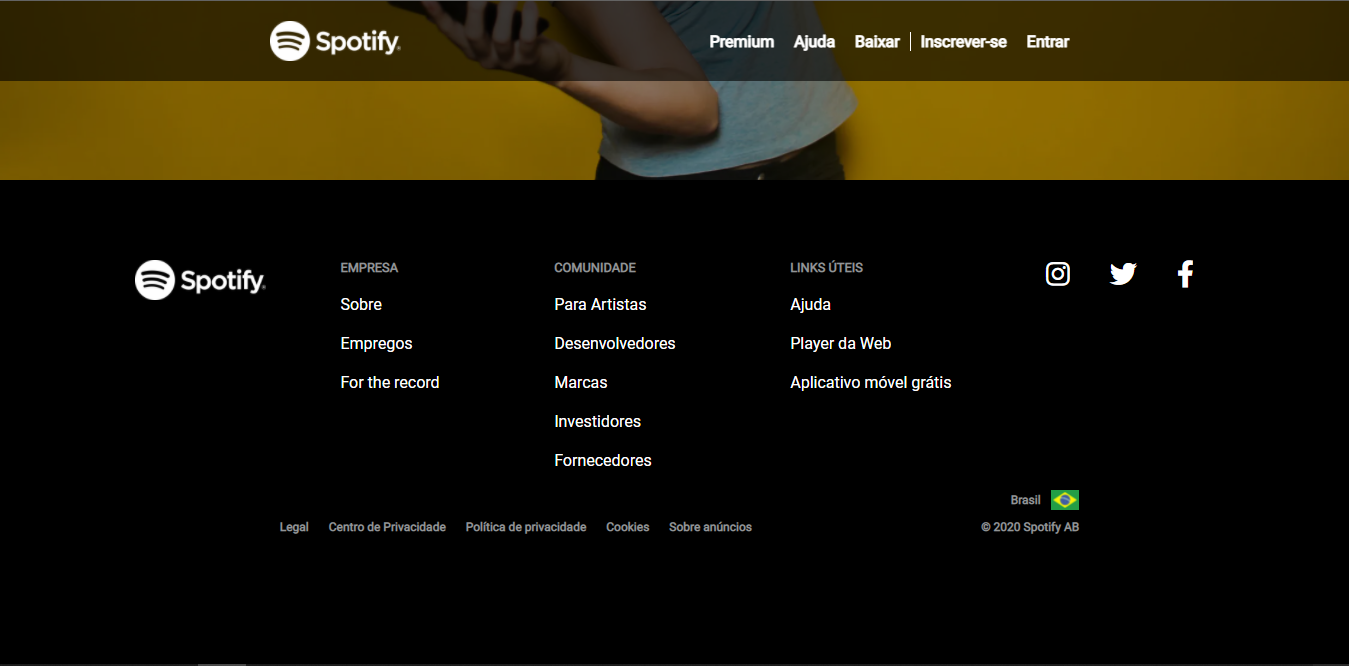 Spotify
Premium Ajuda Baixar Inscrever-se Entrar
Spotify
EMPRESA
Sobre
Empregos
For the record
COMUNIDADE
Para Artistas
Desenvolvedores
Marcas
Investidores
Fornecedores
LINKS ÚTEIS
Ajuda
Player da Web
Aplicativo móvel grátis
Brasil
Legal Centro de Privacidade Política de privacidade Cookies Sobre anúncios
© 2020 Spotify AB